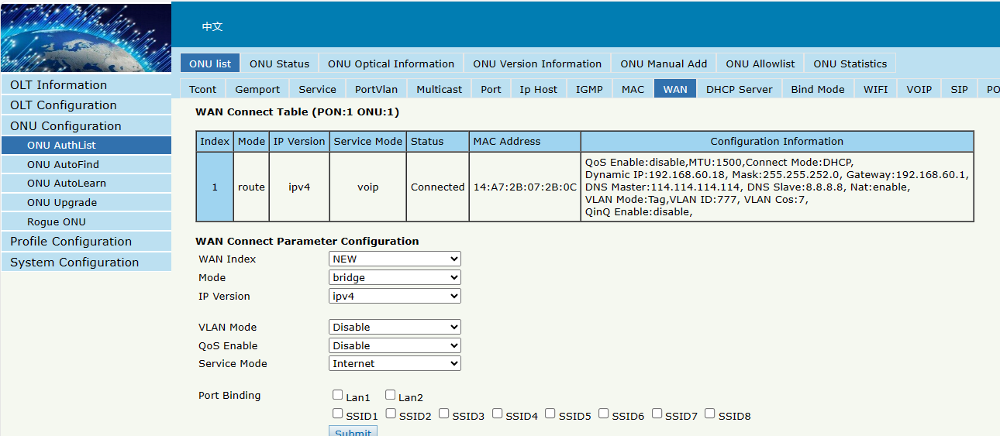 中文
ONU list ONU Status ONU Optical Information ONU Version Information ONU Manual Add ONU Allowlist ONU Statistics
Tcont Gemport Service PortVlan Multicast Port Ip Host IGMP MAC WAN DHCP Server Bind Mode WIFI VOIP SIP PO
OLT Information
OLT Configuration
ONU Configuration
ONU AuthList
ONU AutoFind
ONU AutoLearn
ONU Upgrade
Rogue ONU
Profile Configuration
System Configuration
WAN Connect Table (PON:1 ONU:1)
Index Mode IP Version Service Mode Status MAC Address Configuration Information
1 route ipv4 voip Connected 14:A7:2B:07:2B:0C
QoS Enable:disable,MTU:1500,Connect Mode:DHCP,
Dynamic IP:192.168.60.18, Mask:255.255.252.0, Gateway:192.168.60.1,
DNS Master:114.114.114.114, DNS Slave:8.8.8.8, Nat:enable,
VLAN Mode:Tag,VLAN ID:777, VLAN Cos:7,
QinQ Enable:disable,
WAN Connect Parameter Configuration
WAN Index NEW
Mode bridge
IP Version ipv4
VLAN Mode Disable
QoS Enable Disable
Service Mode Internet
Port Binding Lan1 Lan2
SSID1 SSID2 SSID3 SSID4 SSID5 SSID6 SSID7 SSID8
Submit